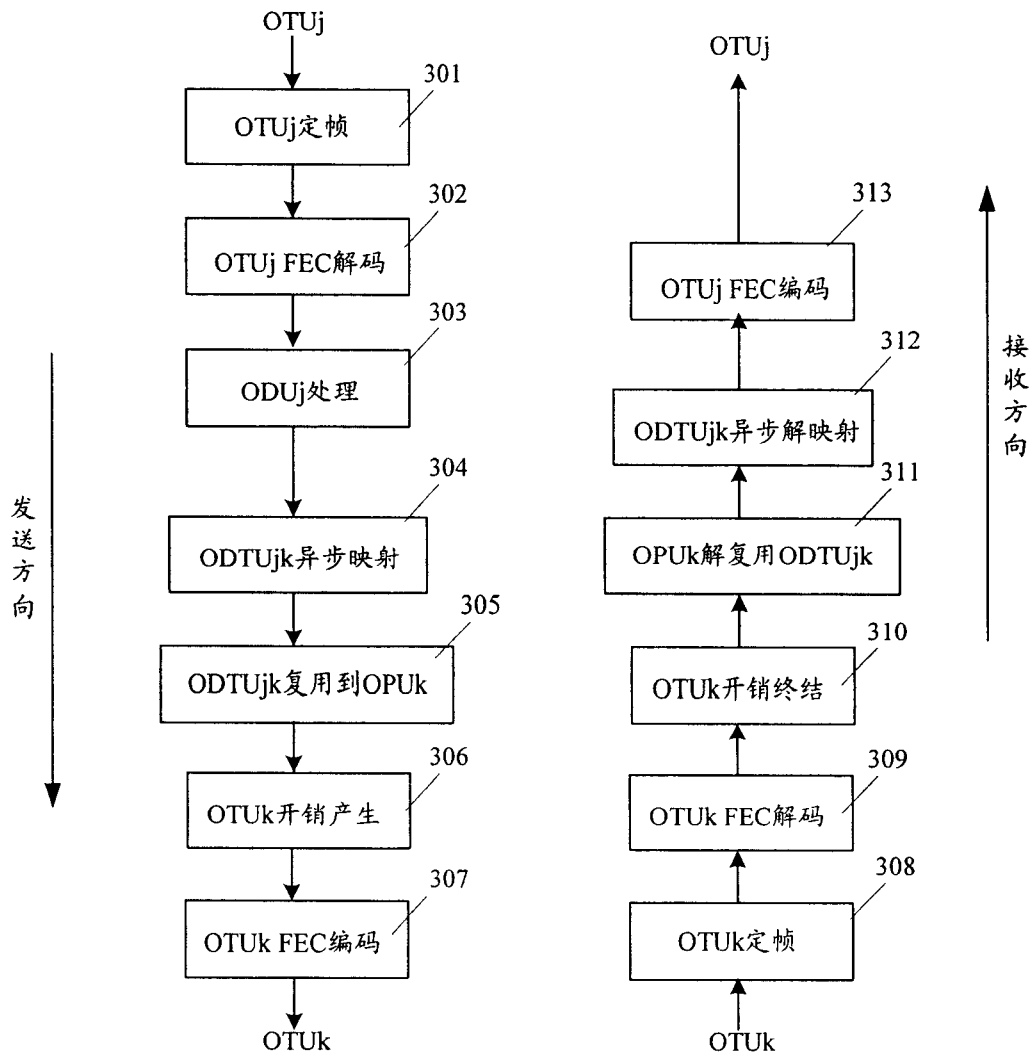 OTUj
301
OTUj定帧
302
OTUj FEC解码
303
ODUj处理
304
ODTUjk异步映射
305
ODTUjk复用到OPUk
306
OTUk开销产生
307
OTUk FEC编码
OTUk
发送方向
OTUj
313
OTUj FEC编码
312
ODTUjk异步解映射
311
OPUk解复用ODTUjk
310
OTUk开销终结
309
OTUk FEC解码
308
OTUk定帧
OTUk
接收方向